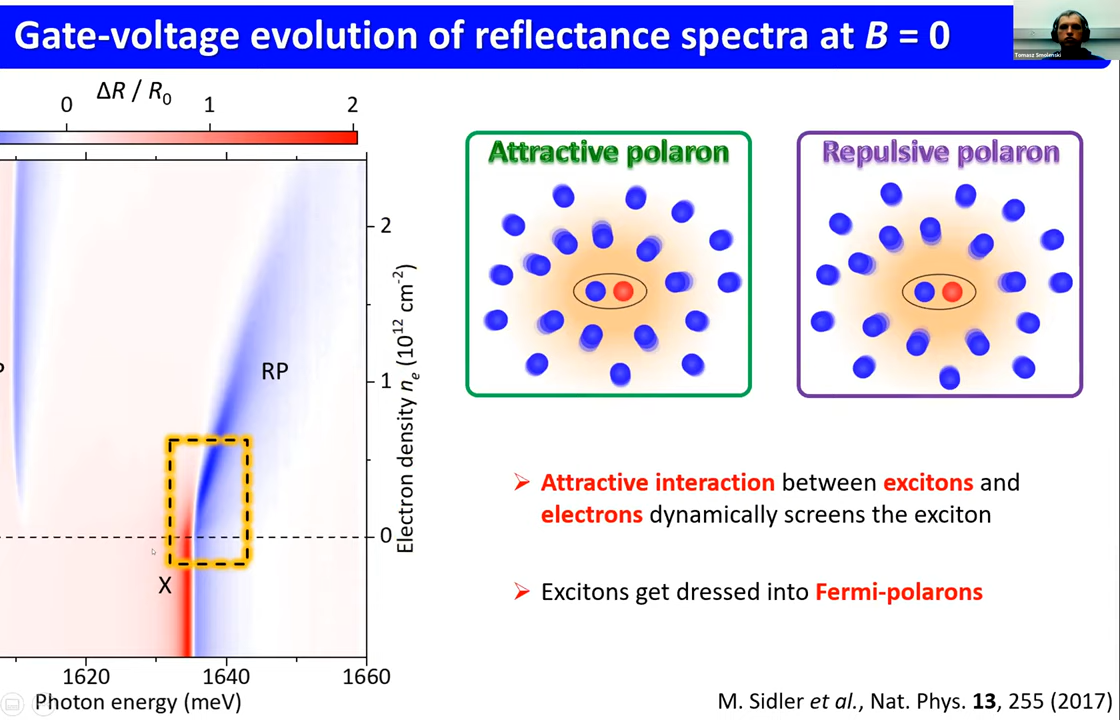 Gate-voltage evolution of reflectance spectra at B = 0
Tomasz Smolenski
ΔR / R0
0 1 2
Attractive polaron
Repulsive polaron
2
1
0
Electron density ne (10^12 cm^-2)
P
RP
X
1620 1640 1660
Photon energy (meV)
➢ Attractive interaction between excitons and
electrons dynamically screens the exciton
➢ Excitons get dressed into Fermi-polarons
M. Sidler et al., Nat. Phys. 13, 255 (2017)